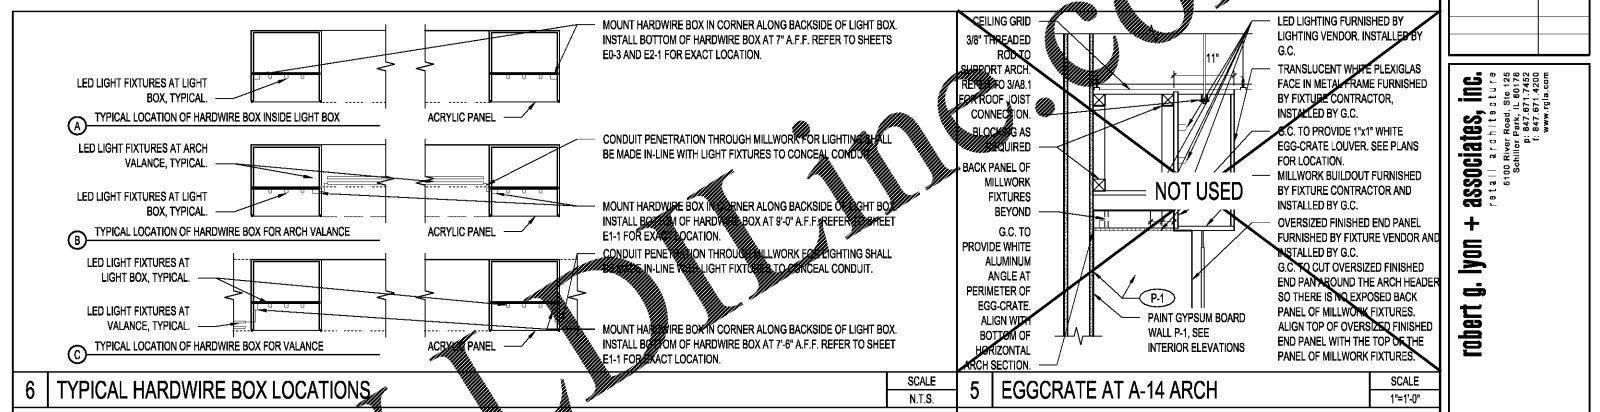 MOUNT HARDWIRE BOX IN CORNER ALONG BACKSIDE OF LIGHT BOX.
INSTALL BOTTOM OF HARDWIRE BOX AT 7" A.F.F. REFER TO SHEETS
E0-3 AND E2-1 FOR EXACT LOCATION.
LED LIGHT FIXTURES AT LIGHT
BOX, TYPICAL.
A
TYPICAL LOCATION OF HARDWIRE BOX INSIDE LIGHT BOX
ACRYLIC PANEL
LED LIGHT FIXTURES AT ARCH
VALANCE, TYPICAL.
CONDUIT PENETRATION THROUGH MILLWORK FOR LIGHTING SHALL
BE MADE IN-LINE WITH LIGHT FIXTURES TO CONCEAL CONDUIT.
LED LIGHT FIXTURES AT LIGHT
BOX, TYPICAL.
MOUNT HARDWIRE BOX IN CORNER ALONG BACKSIDE OF LIGHT BOX.
INSTALL BOTTOM OF HARDWIRE BOX AT 9'-0" A.F.F. REFER TO SHEET
E1-1 FOR EXACT LOCATION.
B
TYPICAL LOCATION OF HARDWIRE BOX FOR ARCH VALANCE
ACRYLIC PANEL
CONDUIT PENETRATION THROUGH MILLWORK FOR LIGHTING SHALL
BE MADE IN-LINE WITH LIGHT FIXTURES TO CONCEAL CONDUIT.
LED LIGHT FIXTURES AT
LIGHT BOX, TYPICAL.
LED LIGHT FIXTURES AT
VALANCE, TYPICAL.
MOUNT HARDWIRE BOX IN CORNER ALONG BACKSIDE OF LIGHT BOX.
INSTALL BOTTOM OF HARDWIRE BOX AT 7'-6" A.F.F. REFER TO SHEET
E1-1 FOR EXACT LOCATION.
C
TYPICAL LOCATION OF HARDWIRE BOX FOR VALANCE
ACRYLIC PANEL
6 TYPICAL HARDWIRE BOX LOCATIONS
SCALE
N.T.S.
CEILING GRID
3/8" THREADED
ROD TO
SUPPORT ARCH.
REFER TO 3/A8.1
FOR ROOF JOIST
CONNECTION.
BLOCKING AS
REQUIRED
BACK PANEL OF
MILLWORK
FIXTURES
BEYOND
G.C. TO
PROVIDE WHITE
ALUMINUM
ANGLE AT
PERIMETER OF
EGG-CRATE.
ALIGN WITH
BOTTOM OF
HORIZONTAL
ARCH SECTION.
11"
NOT USED
P-1
PAINT GYPSUM BOARD
WALL P-1, SEE
INTERIOR ELEVATIONS
LED LIGHTING FURNISHED BY
LIGHTING VENDOR. INSTALLED BY
G.C.
TRANSLUCENT WHITE PLEXIGLAS
FACE IN METAL FRAME FURNISHED
BY FIXTURE CONTRACTOR,
INSTALLED BY G.C.
G.C. TO PROVIDE 1"x1" WHITE
EGG-CRATE LOUVER. SEE PLANS
FOR LOCATION.
MILLWORK BUILDOUT FURNISHED
BY FIXTURE CONTRACTOR AND
INSTALLED BY G.C.
OVERSIZED FINISHED END PANEL
FURNISHED BY FIXTURE VENDOR AND
INSTALLED BY G.C.
G.C. TO CUT OVERSIZED FINISHED
END PAN AROUND THE ARCH HEADER
SO THERE IS NO EXPOSED BACK
PANEL OF MILLWORK FIXTURES.
ALIGN TOP OF OVERSIZED FINISHED
END PANEL WITH THE TOP OF THE
PANEL OF MILLWORK FIXTURES.
5 EGGCRATE AT A-14 ARCH
SCALE
1"=1'-0"
robert g. lyon + associates, inc.
retail architecture
5100 River Road, Ste 125
Schiller Park, IL 60176
p: 847.671.7452
f: 847.671.4200
www.rgla.com